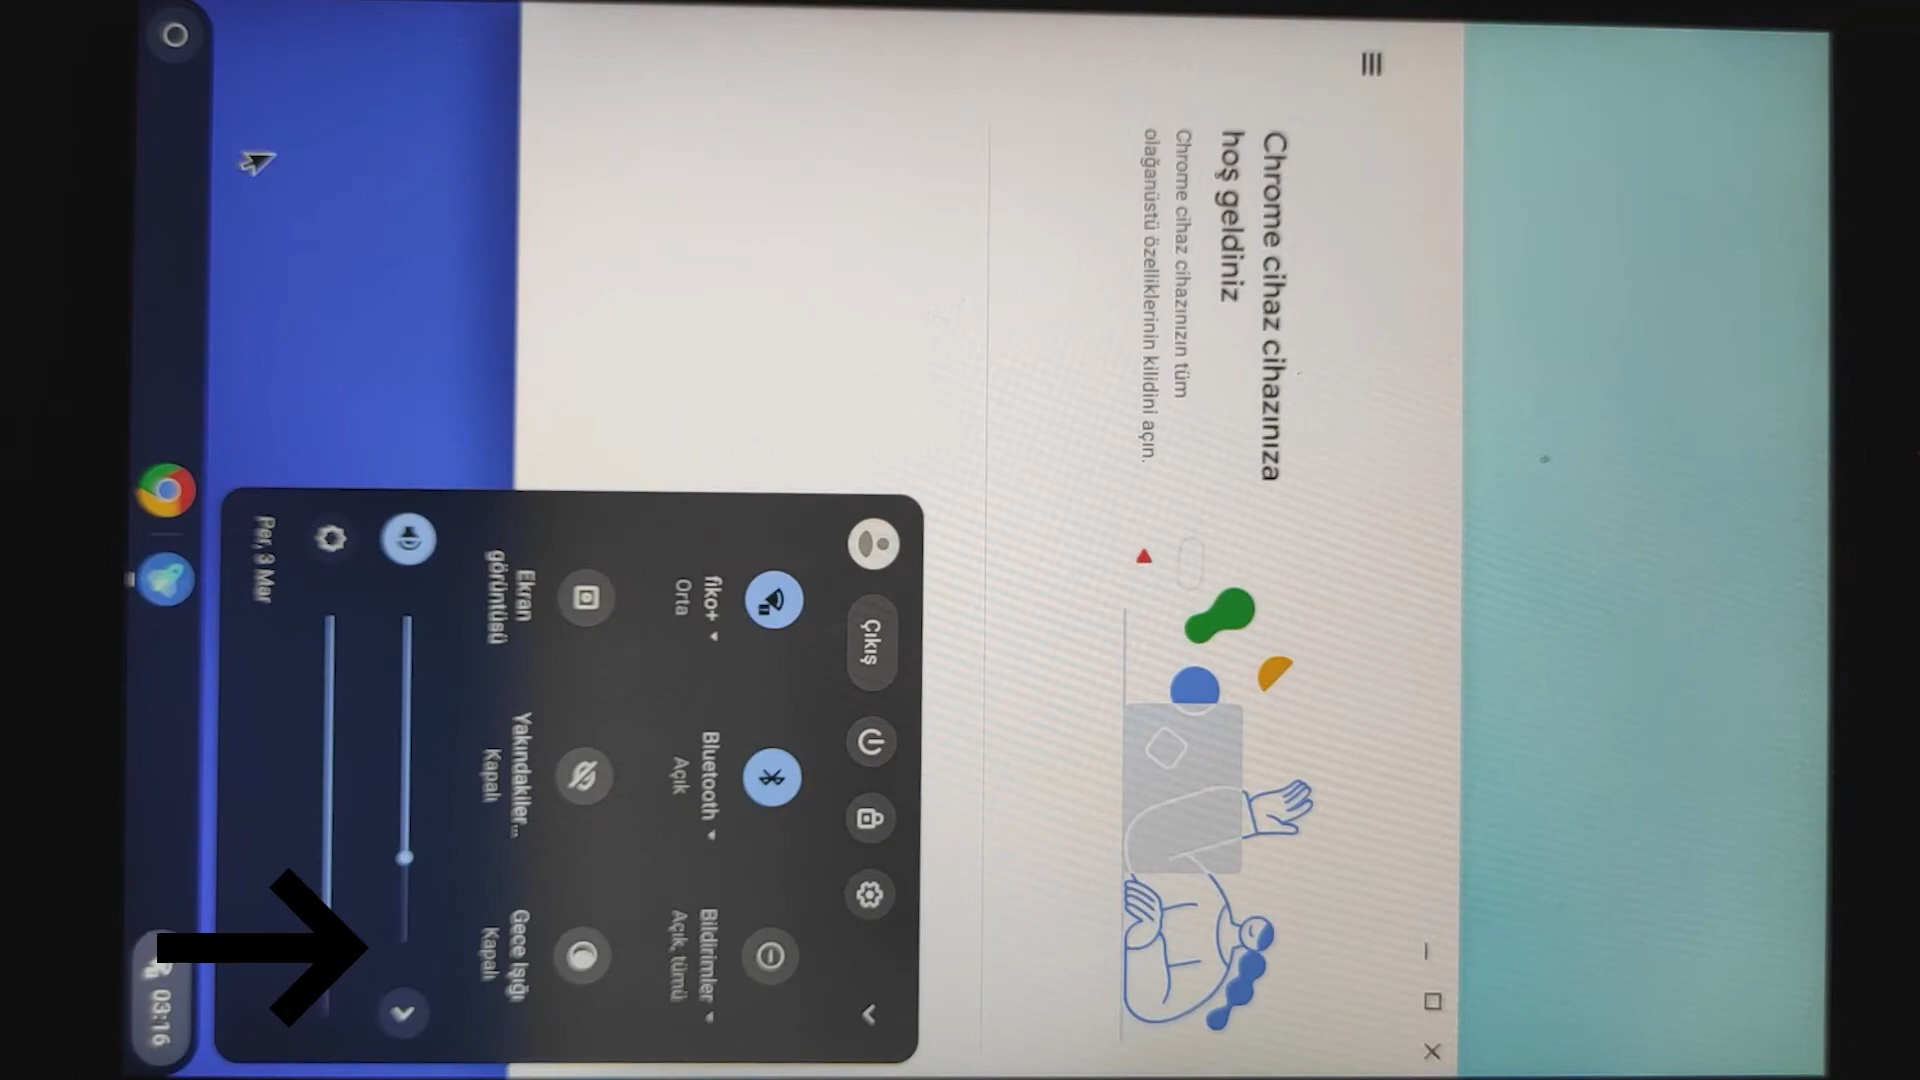 Chrome cihaz cihazınıza
hoş geldiniz
Chrome cihaz cihazınızın tüm
olağanüstü özelliklerinin kilidini açın.
Çıkış
fiko+
Orta
Bluetooth
Açık
Bildirimler
Açık, tümü
Ekran
görüntüsü
Yakındakiler...
Kapalı
Gece Işığı
Kapalı
Per, 3 Mar
03:16